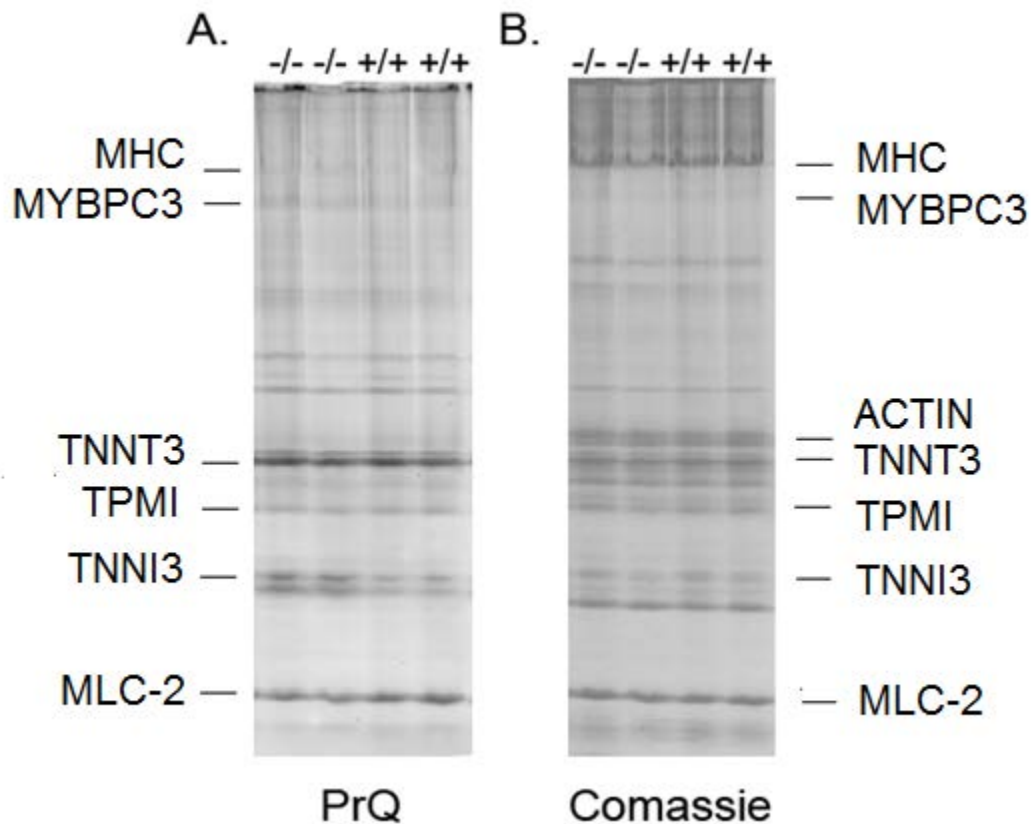 A.
-/- -/- +/+ +/+
MHC
MYBPC3
TNNT3
TPMI
TNNI3
MLC-2
PrQ
B.
-/- -/- +/+ +/+
MHC
MYBPC3
ACTIN
TNNT3
TPMI
TNNI3
MLC-2
Comassie